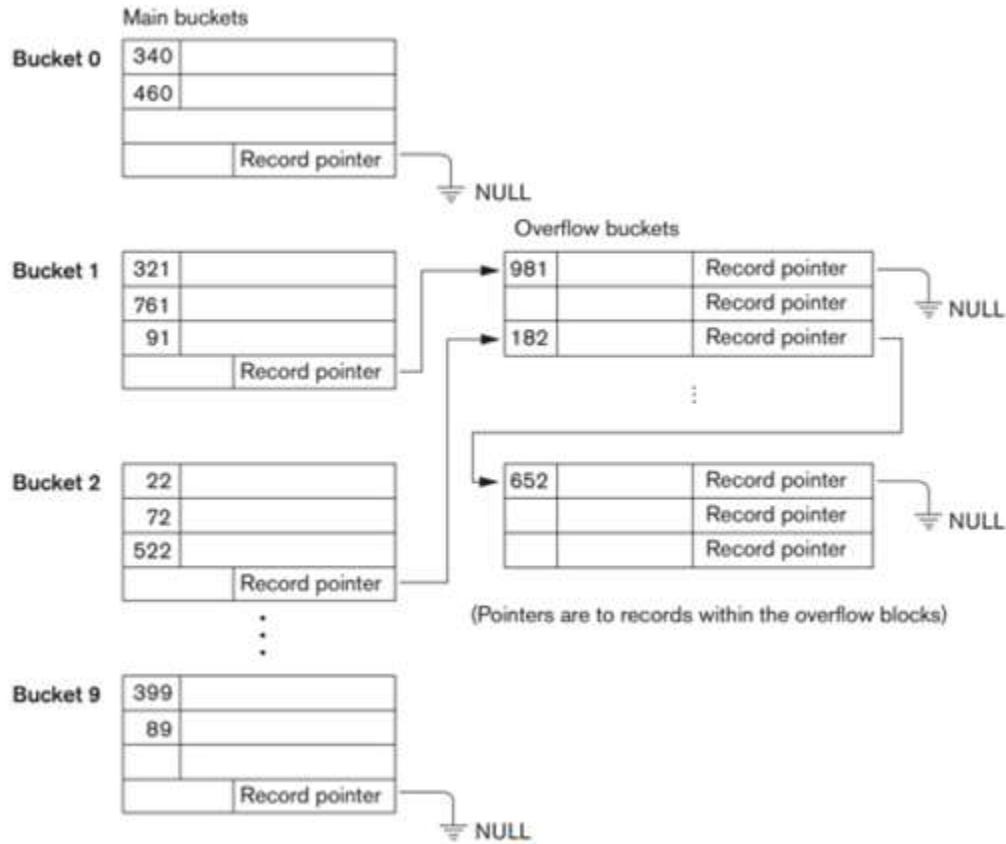 Main buckets
Bucket 0
340
460
Record pointer
NULL
Bucket 1
321
761
91
Record pointer
Overflow buckets
981 Record pointer
Record pointer
182 Record pointer
NULL
Bucket 2
22
72
522
Record pointer
652 Record pointer
Record pointer
Record pointer
NULL
(Pointers are to records within the overflow blocks)
Bucket 9
399
89
Record pointer
NULL